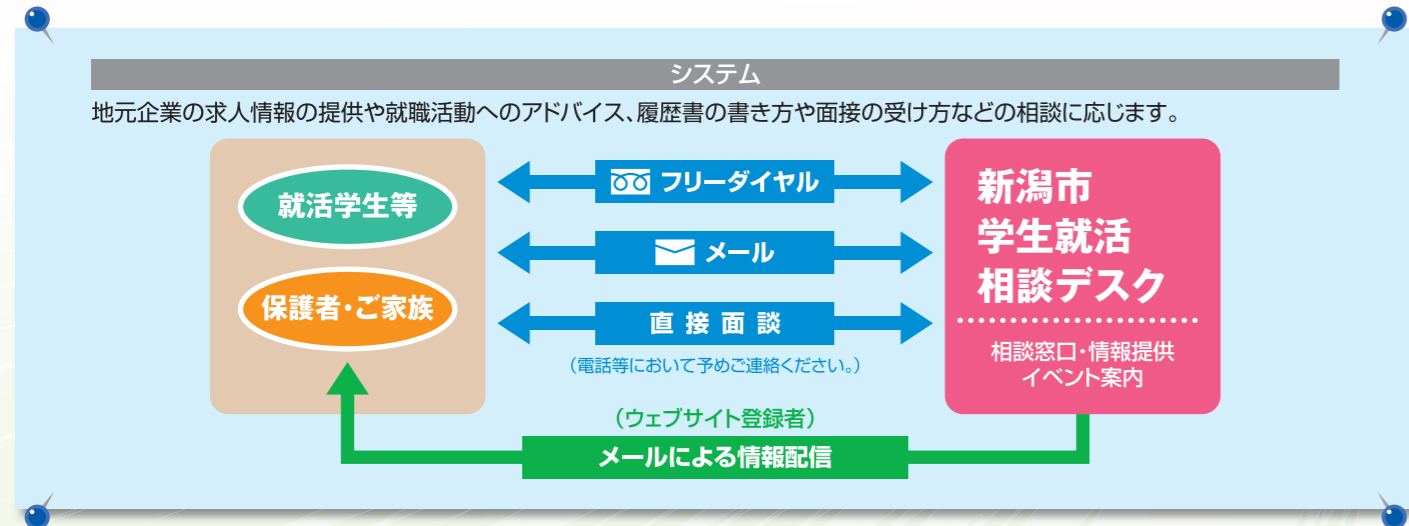 システム
地元企業の求人情報の提供や就職活動へのアドバイス、履歴書の書き方や面接の受け方などの相談に応じます。
就活学生等
保護者・ご家族
フリーダイヤル
メール
直接面談
（電話等において予めご連絡ください。）
新潟市
学生就活
相談デスク
相談窓口・情報提供
イベント案内
（ウェブサイト登録者）
メールによる情報配信